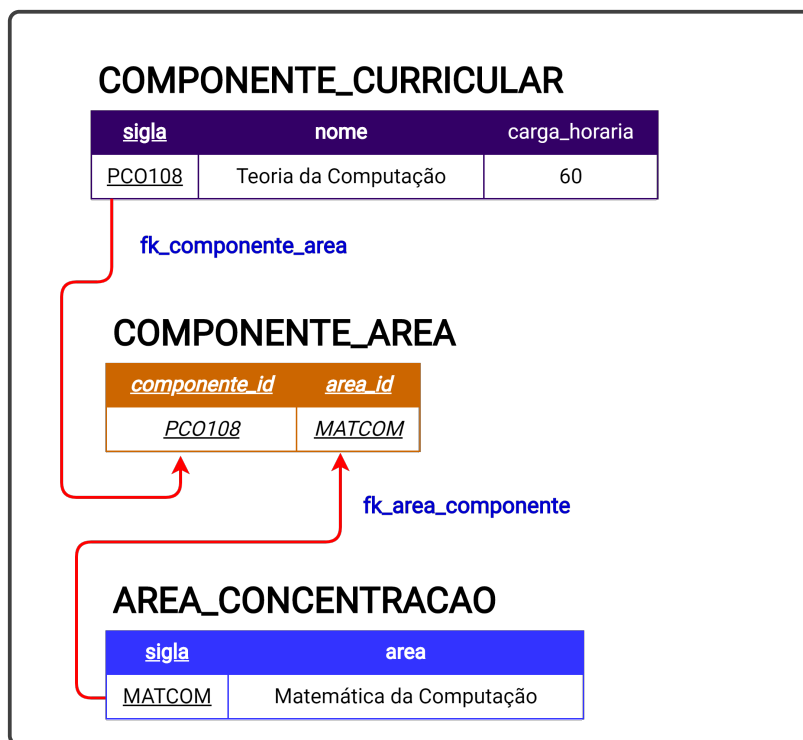 COMPONENTE_CURRICULAR
sigla nome carga_horaria
PCO108 Teoria da Computação 60
fk_componente_area
COMPONENTE_AREA
componente_id area_id
PCO108 MATCOM
fk_area_componente
AREA_CONCENTRACAO
sigla area
MATCOM Matemática da Computação